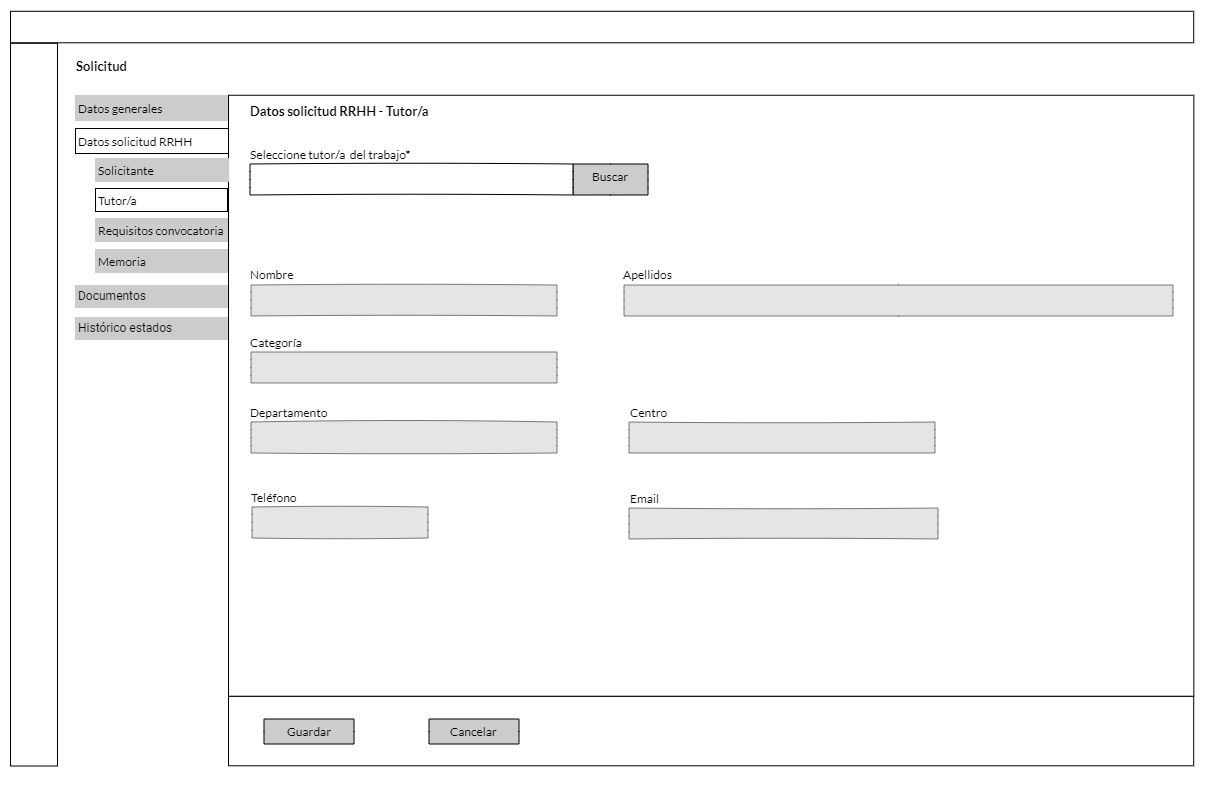 Solicitud
Datos generales
Datos solicitud RRHH
Solicitante
Tutor/a
Requisitos convocatoria
Memoria
Documentos
Histórico estados
Datos solicitud RRHH - Tutor/a
Seleccione tutor/a del trabajo*
Buscar
Nombre
Apellidos
Categoría
Departamento
Centro
Teléfono
Email
Guardar
Cancelar